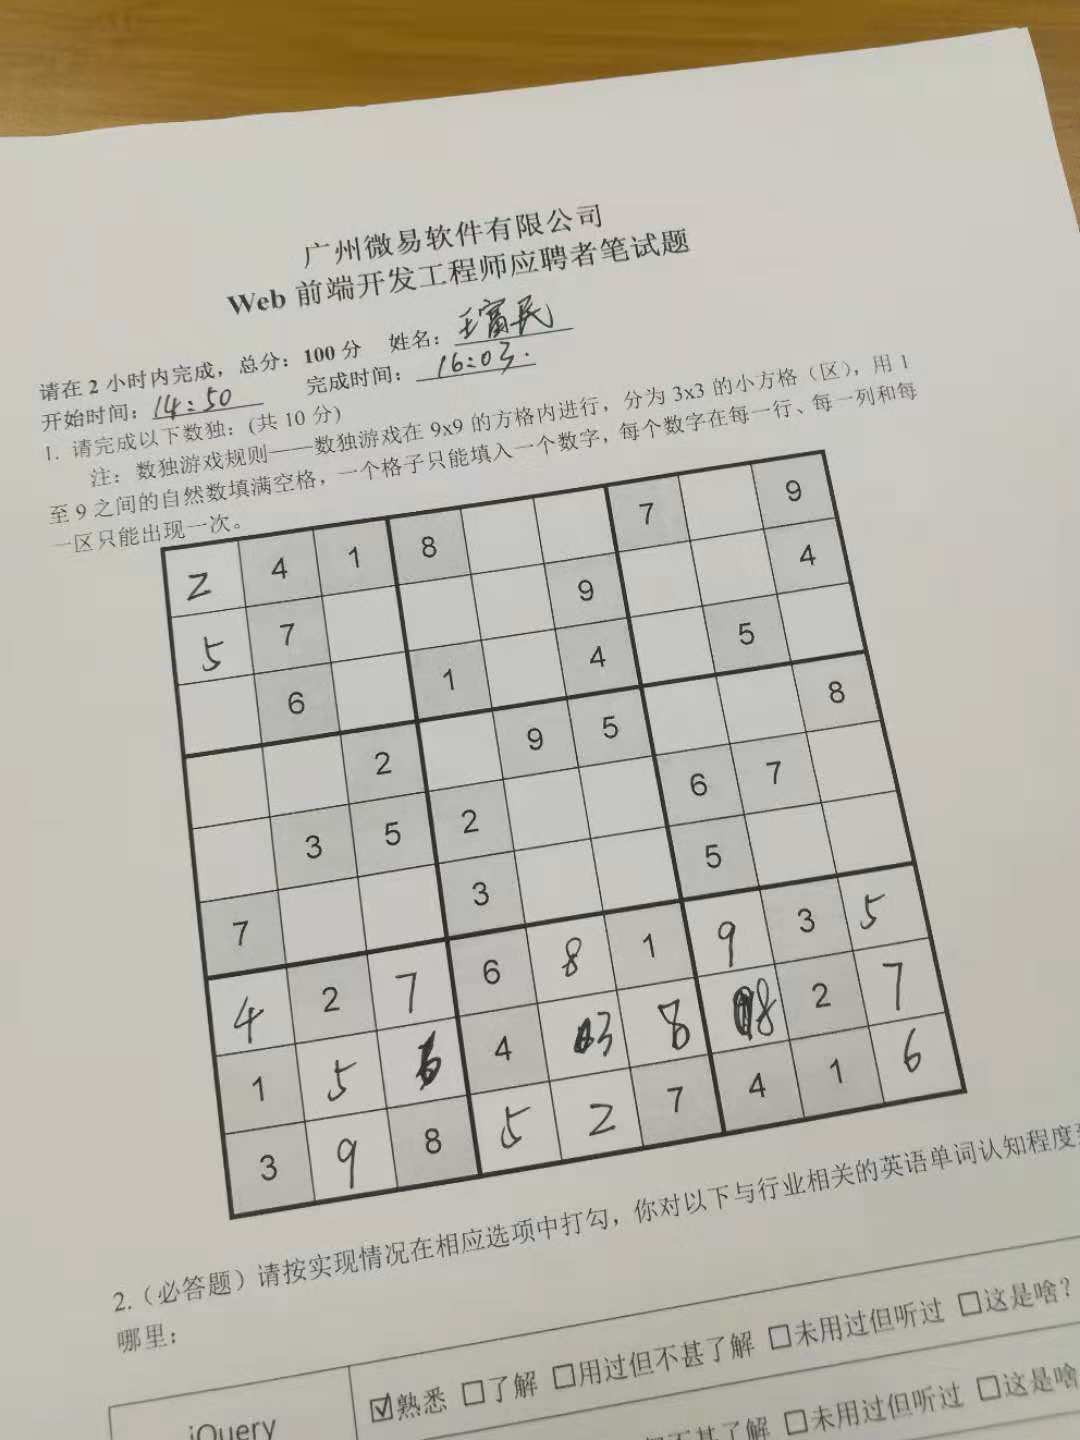 广州微易软件有限公司
Web 前端开发工程师应聘者笔试题
请在 2 小时内完成，总分：100 分 姓名：王富民
开始时间：14:50 完成时间：16:03.
1. 请完成以下数独：(共 10 分)
注：数独游戏规则——数独游戏在 9x9 的方格内进行，分为 3x3 的小方格（区），用 1
至 9 之间的自然数填满空格，一个格子只能填入一个数字，每个数字在每一行、每一列和每
一区只能出现一次。
2 4 1 8 7 9
5 7 9 4
6 1 4 5
2 9 5 8
3 5 2 6 7
7 3 5
4 2 7 6 8 1 9 3 5
1 5 6 4 3 8 8 2 7
3 9 8 5 2 7 4 1 6
2.（必答题）请按实现情况在相应选项中打勾，你对以下与行业相关的英语单词认知程度
哪里：
jQuery
☑熟悉 □了解 □用过但不甚了解 □未用过但听过 □这是啥？
不甚了解 □未用过但听过 □这是啥